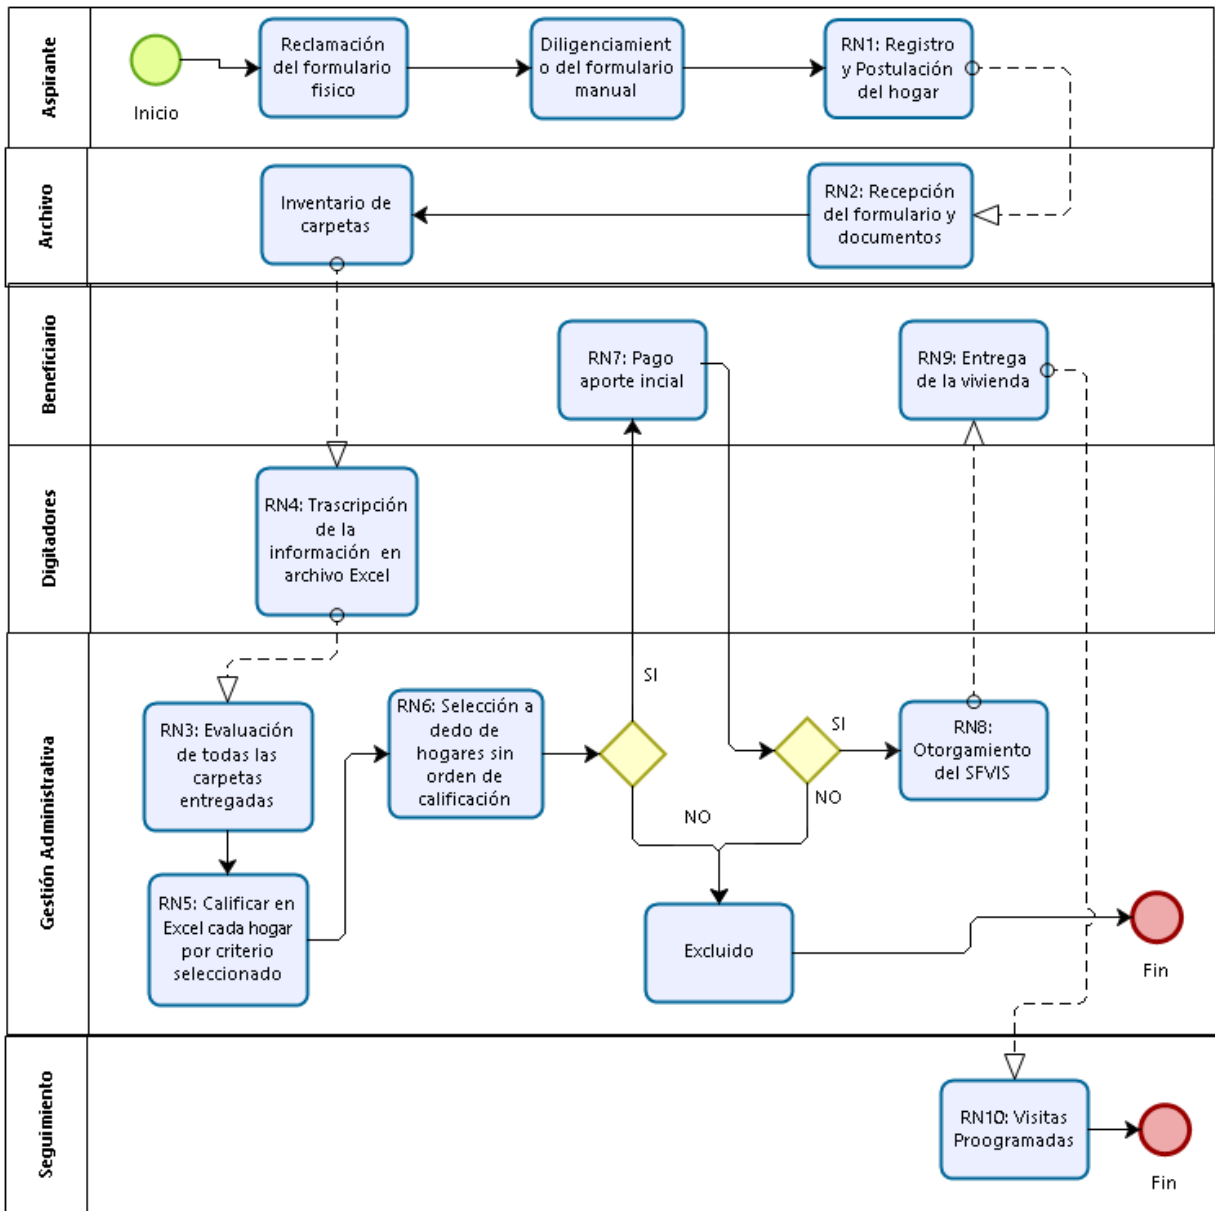 Aspirante
Inicio
Reclamación
del formulario
fisico
Diligenciamient
o del formulario
manual
RN1: Registro
y Postulación
del hogar
Archivo
Inventario de
carpetas
RN2: Recepción
del formulario y
documentos
Beneficiario
RN7: Pago
aporte incial
RN9: Entrega
de la vivienda
Digitadores
RN4: Trascripción
de la
información en
archivo Excel
Gestión Administrativa
RN3: Evaluación
de todas las
carpetas
entregadas
RN6: Selección a
dedo de
hogares sin
orden de
calificación
SI
SI
NO
NO
RN8:
Otorgamiento
del SFVIS
RN5: Calificar en
Excel cada hogar
por criterio
seleccionado
Excluido
Fin
Seguimiento
RN10: Visitas
Proogramadas
Fin